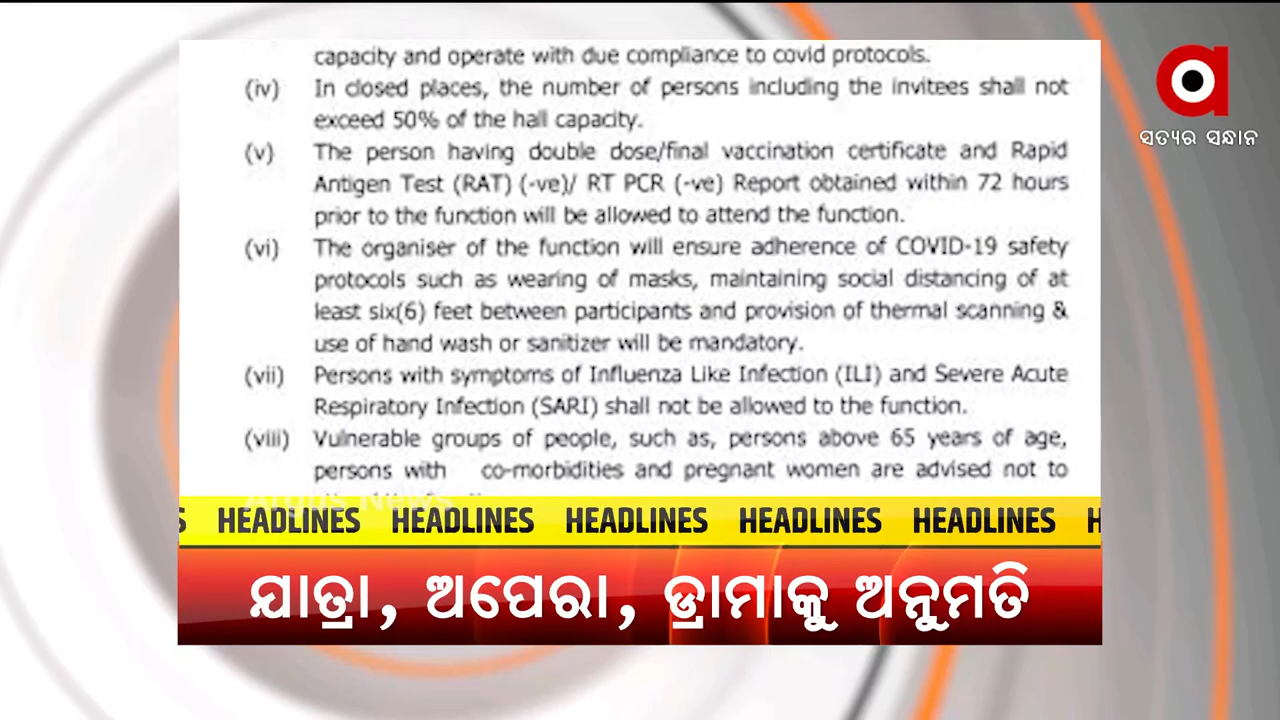 capacity and operate with due compliance to covid protocols.
(iv) In closed places, the number of persons including the invitees shall not
exceed 50% of the hall capacity.
(v) The person having double dose/final vaccination certificate and Rapid
Antigen Test (RAT) (-ve)/ RT PCR (-ve) Report obtained within 72 hours
prior to the function will be allowed to attend the function.
(vi) The organiser of the function will ensure adherence of COVID-19 safety
protocols such as wearing of masks, maintaining social distancing of at
least six(6) feet between participants and provision of thermal scanning &
use of hand wash or sanitizer will be mandatory.
(vii) Persons with symptoms of Influenza Like Infection (ILI) and Severe Acute
Respiratory Infection (SARI) shall not be allowed to the function.
(viii) Vulnerable groups of people, such as, persons above 65 years of age,
persons with co-morbidities and pregnant women are advised not to
Argus News
HEADLINES HEADLINES HEADLINES HEADLINES HEADLINES
ଯାତ୍ରା, ଅପେରା, ଡ୍ରାମାକୁ ଅନୁମତି
ସତ୍ୟର ସନ୍ଧାନ